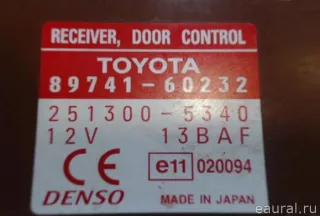 RECEIVER, DOOR CONTROL
TOYOTA
89741-60232
251300-5340
12V 13BAF
CE e11 020094
DENSO MADE IN JAPAN
eaural.ru